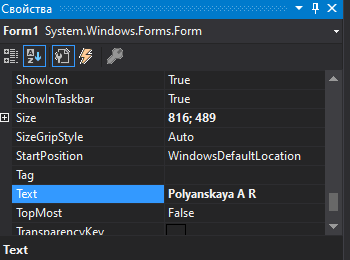 Свойства
Form1 System.Windows.Forms.Form
ShowIcon True
ShowInTaskbar True
Size 816; 489
SizeGripStyle Auto
StartPosition WindowsDefaultLocation
Tag
Text Polyanskaya A R
TopMost False
TransparencyKey
Text